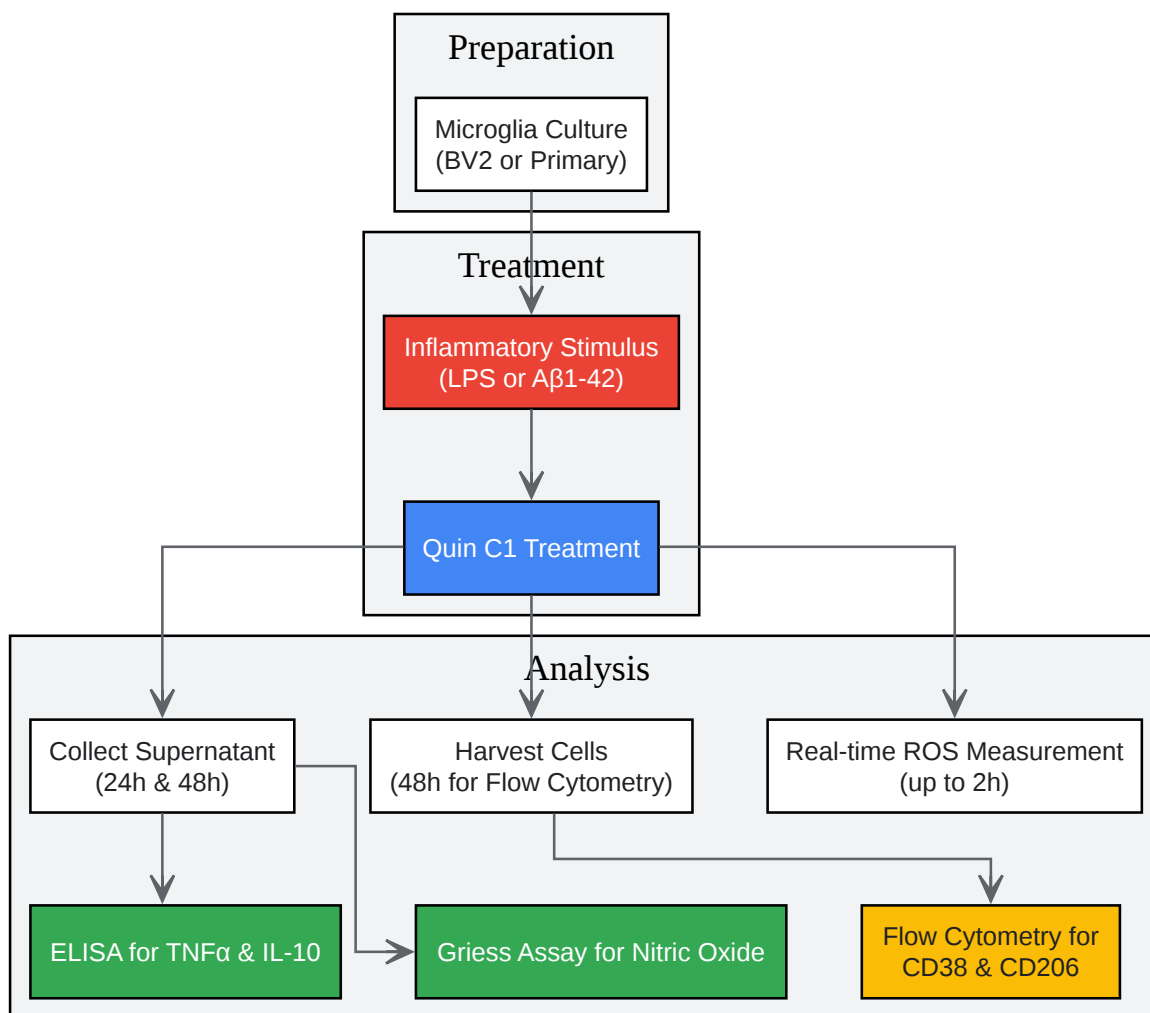 Preparation
Microglia Culture
(BV2 or Primary)
Treatment
Inflammatory Stimulus
(LPS or Aβ1-42)
Quin C1 Treatment
Analysis
Collect Supernatant
(24h & 48h)
Harvest Cells
(48h for Flow Cytometry)
Real-time ROS Measurement
(up to 2h)
ELISA for TNFα & IL-10
Griess Assay for Nitric Oxide
Flow Cytometry for
CD38 & CD206